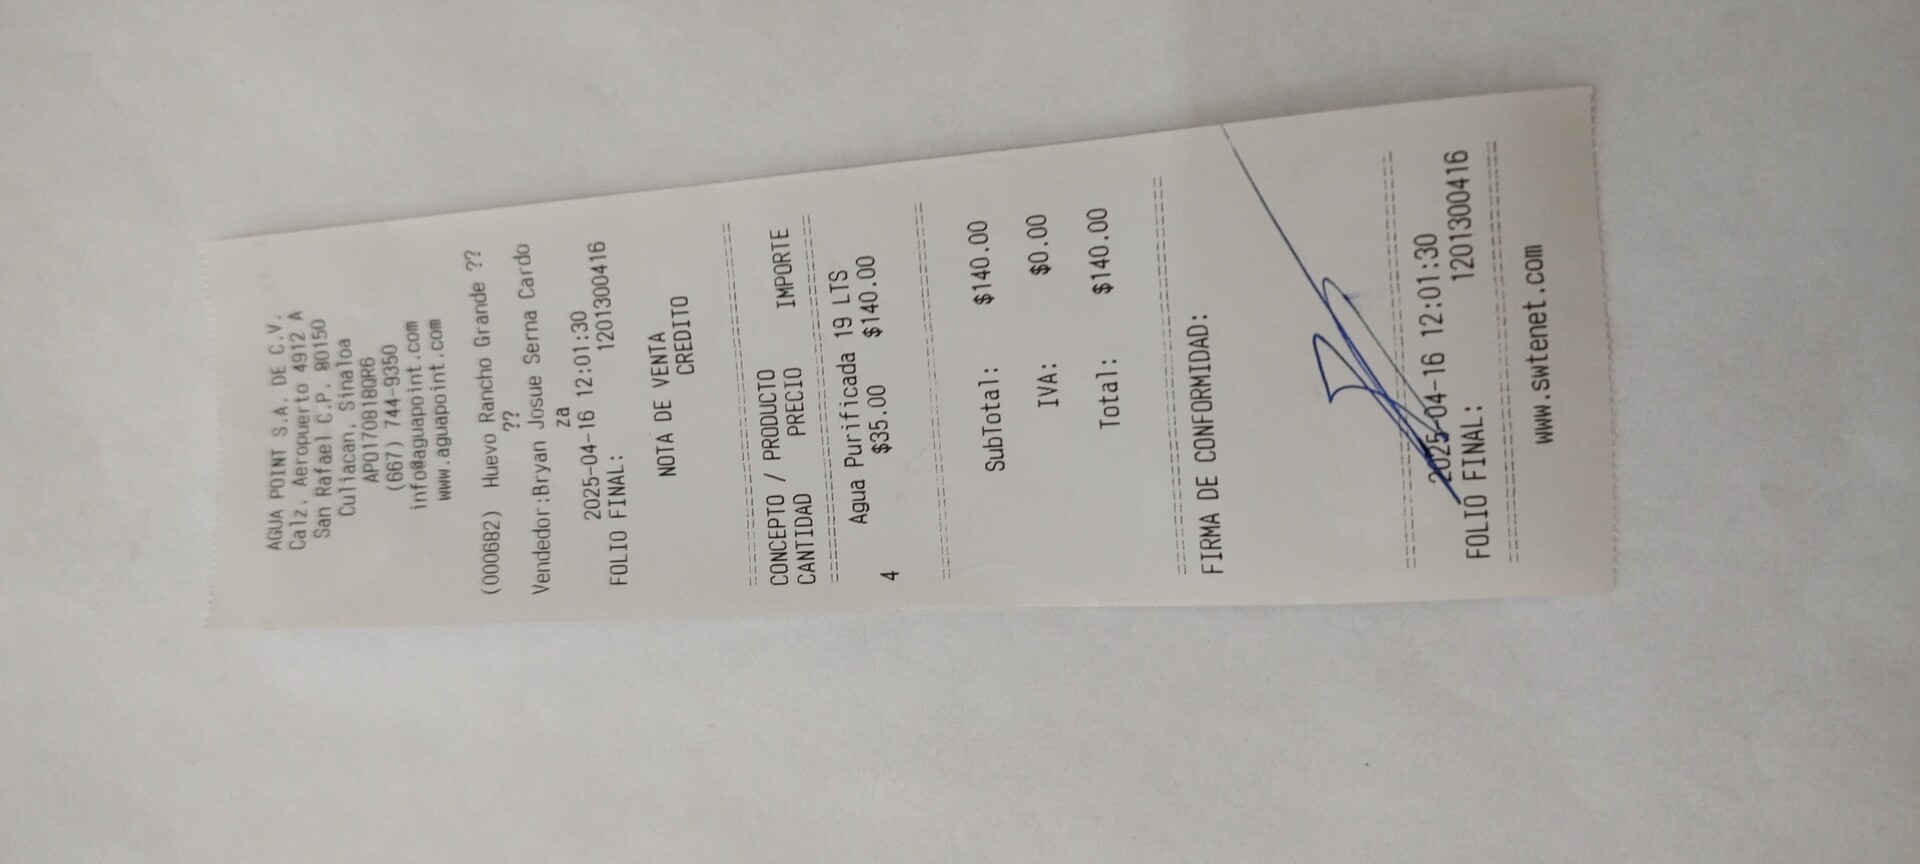 AGUA POINT S.A. DE C.V.
Calz. Aeropuerto 4912 A
San Rafael C.P. 80150
Culiacan, Sinaloa
APO170818QR6
(667) 744-9350
info@aguapoint.com
www.aguapoint.com
(000682) Huevo Rancho Grande ??
??
Vendedor:Bryan Josue Serna Cardo
za
2025-04-16 12:01:30
FOLIO FINAL: 1201300416
NOTA DE VENTA
CREDITO
================================
CONCEPTO / PRODUCTO
CANTIDAD PRECIO IMPORTE
================================
Agua Purificada 19 LTS
4 $35.00 $140.00
================================
SubTotal: $140.00
IVA: $0.00
Total: $140.00
================================
FIRMA DE CONFORMIDAD:
================================
2025-04-16 12:01:30
FOLIO FINAL: 1201300416
================================
www.swtenet.com